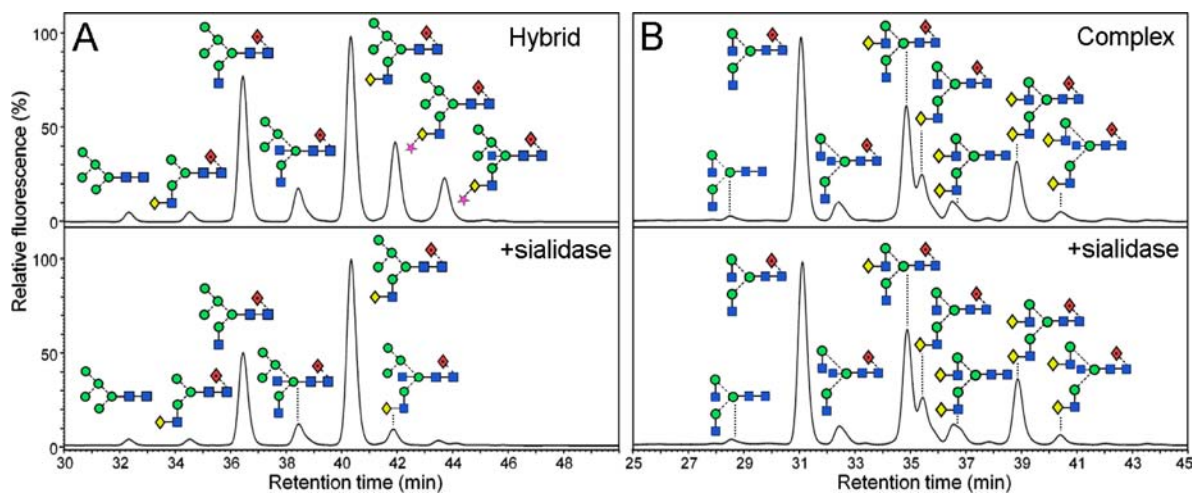 A
Hybrid
100
50
0
Relative fluorescence (%)
+sialidase
100
50
0
30 32 34 36 38 40 42 44 46 48
Retention time (min)
B
Complex
+sialidase
25 27 29 31 33 35 37 39 41 43 45
Retention time (min)